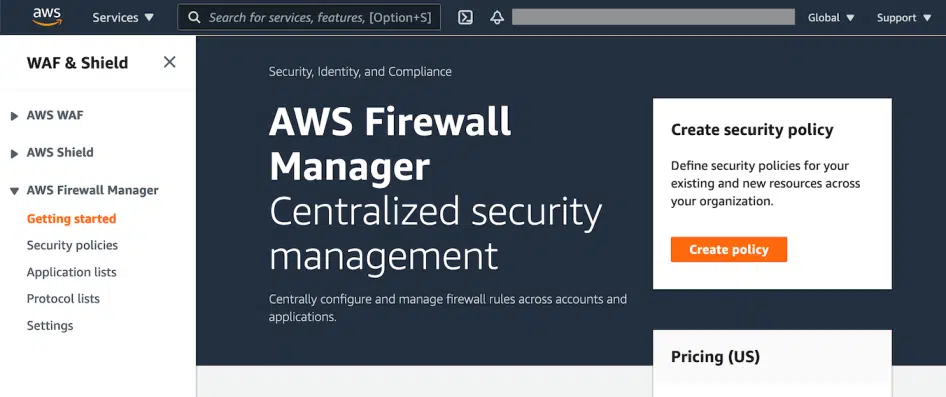 aws
Services
Search for services, features, [Option+S]
Global
Support
WAF & Shield
AWS WAF
AWS Shield
AWS Firewall Manager
Getting started
Security policies
Application lists
Protocol lists
Settings
Security, Identity, and Compliance
AWS Firewall
Manager
Centralized security
management
Centrally configure and manage firewall rules across accounts and
applications.
Create security policy
Define security policies for your
existing and new resources across
your organization.
Create policy
Pricing (US)